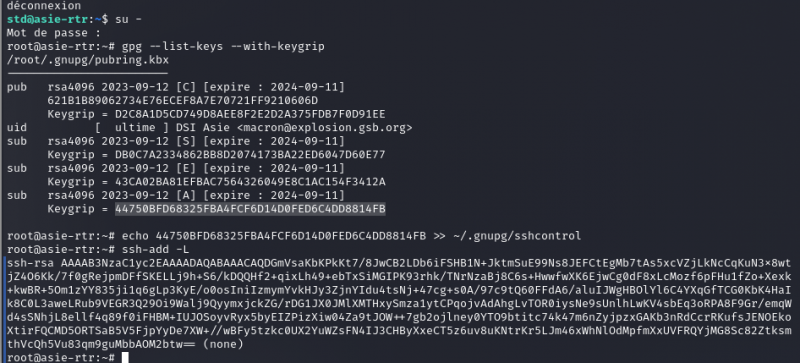 déconnexion
std@asie-rtr:~$ su -
Mot de passe :
root@asie-rtr:~# gpg --list-keys --with-keygrip
/root/.gnupg/pubring.kbx
------------------------
pub   rsa4096 2023-09-12 [C] [expire : 2024-09-11]
      621B1B89062734E76ECEF8A7E70721FF9210606D
      Keygrip = D2C8A1D5CD749D8AEE8F2E2D2A375FDB7F0D91EE
uid           [  ultime ] DSI Asie <macron@explosion.gsb.org>
sub   rsa4096 2023-09-12 [S] [expire : 2024-09-11]
      Keygrip = DB0C7A2334862BB8D2074173BA22ED6047D60E77
sub   rsa4096 2023-09-12 [E] [expire : 2024-09-11]
      Keygrip = 43CA02BA81EFBAC7564326049E8C1AC154F3412A
sub   rsa4096 2023-09-12 [A] [expire : 2024-09-11]
      Keygrip = 44750BFD68325FBA4FCF6D14D0FED6C4DD8814FB
root@asie-rtr:~# echo 44750BFD68325FBA4FCF6D14D0FED6C4DD8814FB >> ~/.gnupg/sshcontrol
root@asie-rtr:~# ssh-add -L
ssh-rsa AAAAB3NzaC1yc2EAAAADAQABAAACAQDGmVsaKbKPkKt7/8JwCB2LDb6iFSHB1N+JktmSuE99Ns8JEFCtEgMb7tAs5xcVZjLkNcCqKuN3×8wt
jZ4O6Kk/7f0gRejpmDFfSKELLj9h+S6/kDQQHf2+qixLh49+ebTxSiMGIPK93rhk/TNrNzaBj8C6s+HwwfwXK6EjwCg0dF8xLcMozf6pFHu1fZo+Xexk
+kwBR+5Om1zYY835ji1q6gLp3KyE/o0osIniIzmymYvkHJy3ZjnYIdu4tsNj+47cg+s0A/97c9tQ60FFdA6/aluIJWgHBOlYl6C4YXqGfTCG0KbK4HaI
k8C0L3aweLRub9VEGR3Q29Oi9Walj9QyymxjckZG/rDG1JX0JMlXMTHxySmza1ytCPqojvAdAhgLvTOR0iysNe9sUnlhLwKV4sbEq3oRPA8F9Gr/emqW
d4sSNhjL8ellf4q89f0iFHBM+IUJOSoyvRyx5byEIZPizXiw04Za9tJOW++7gb2ojlney0YTO9btitc74k47m6nZyjpzxGAKb3nRdCcrRKufsJENOEko
XtirFQCMD5ORTSaB5V5FjpYyDe7XW+//wBFy5tzkc0UX2YuWZsFN4IJ3CHByXxeCT5z6uv8uKNtrKr5LJm46xWhNlOdMpfmXxUVFRQYjMG8Sc82Ztksm
thVcQh5Vu83qm9guMbbAOM2btw== (none)
root@asie-rtr:~#